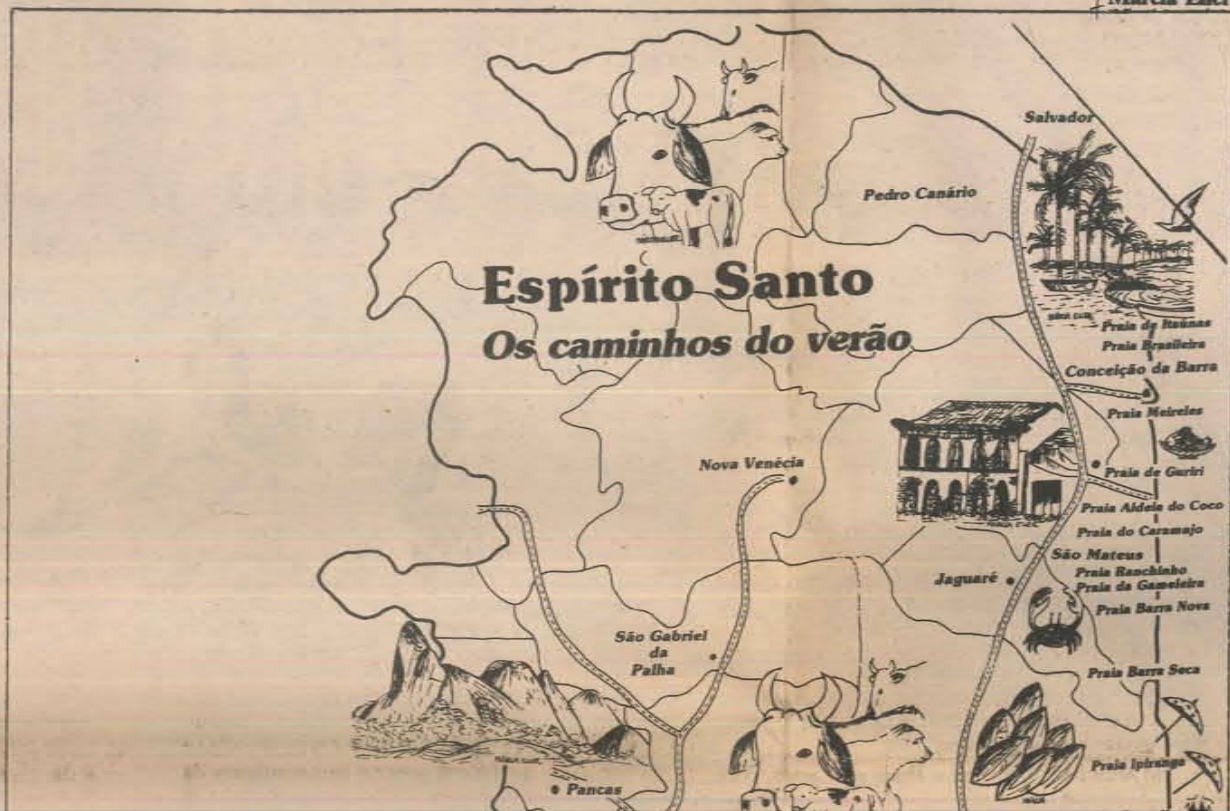 Salvador
Pedro Canário
Espírito Santo
Os caminhos do verão
Praia de Itaúnas
Praia Brasileira
Conceição da Barra
Praia Meireles
Nova Venécia
Praia de Guriri
Praia Aldeia do Coco
Praia do Caramajo
São Mateus
Jaguaré
Praia Ranchinho
Praia da Gameleira
Praia Barra Nova
São Gabriel
da
Palha
Praia Barra Seca
Praia Ipiranga
Pancas